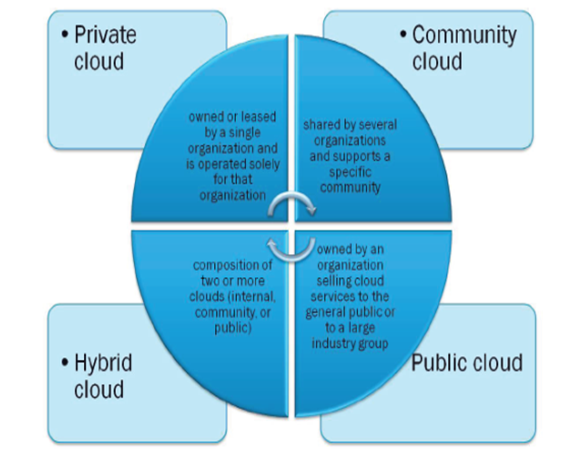 • Private
cloud
• Community
cloud
owned or leased
by a single
organization and
is operated solely
for that
organization
shared by several
organizations
and supports a
specific
community
composition of
two or more
clouds (internal,
community, or
public)
owned by an
organization
selling cloud
services to the
general public or
to a large
industry group
• Hybrid
cloud
Public cloud